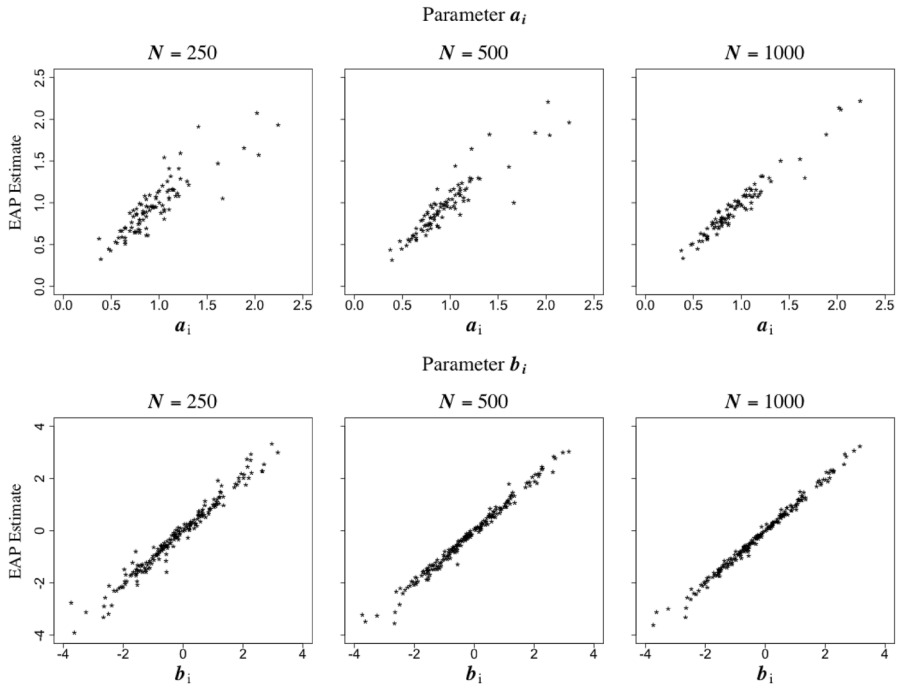 Parameter a_i
N = 250 N = 500 N = 1000
EAP Estimate
2.5
2.0
1.5
1.0
0.5
0.0
0.0 0.5 1.0 1.5 2.0 2.5 0.0 0.5 1.0 1.5 2.0 2.5 0.0 0.5 1.0 1.5 2.0 2.5
a_i a_i a_i
Parameter b_i
N = 250 N = 500 N = 1000
EAP Estimate
4
2
0
-2
-4
-4 -2 0 2 4 -4 -2 0 2 4 -4 -2 0 2 4
b_i b_i b_i